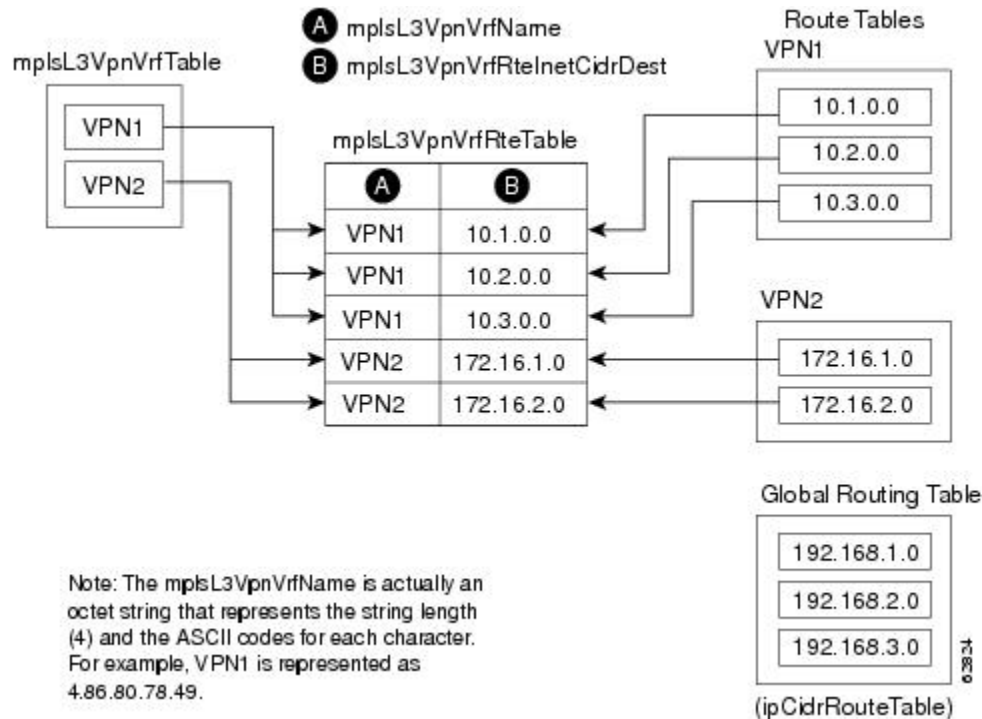 A mplsL3VpnVrfName
B mplsL3VpnVrfRteInetCidrDest
mplsL3VpnVrfTable
VPN1
VPN2
mplsL3VpnVrfRteTable
A B
VPN1 10.1.0.0
VPN1 10.2.0.0
VPN1 10.3.0.0
VPN2 172.16.1.0
VPN2 172.16.2.0
Route Tables
VPN1
10.1.0.0
10.2.0.0
10.3.0.0
VPN2
172.16.1.0
172.16.2.0
Global Routing Table
192.168.1.0
192.168.2.0
192.168.3.0
(ipCidrRouteTable)
62824
Note: The mplsL3VpnVrfName is actually an
octet string that represents the string length
(4) and the ASCII codes for each character.
For example, VPN1 is represented as
4.86.80.78.49.